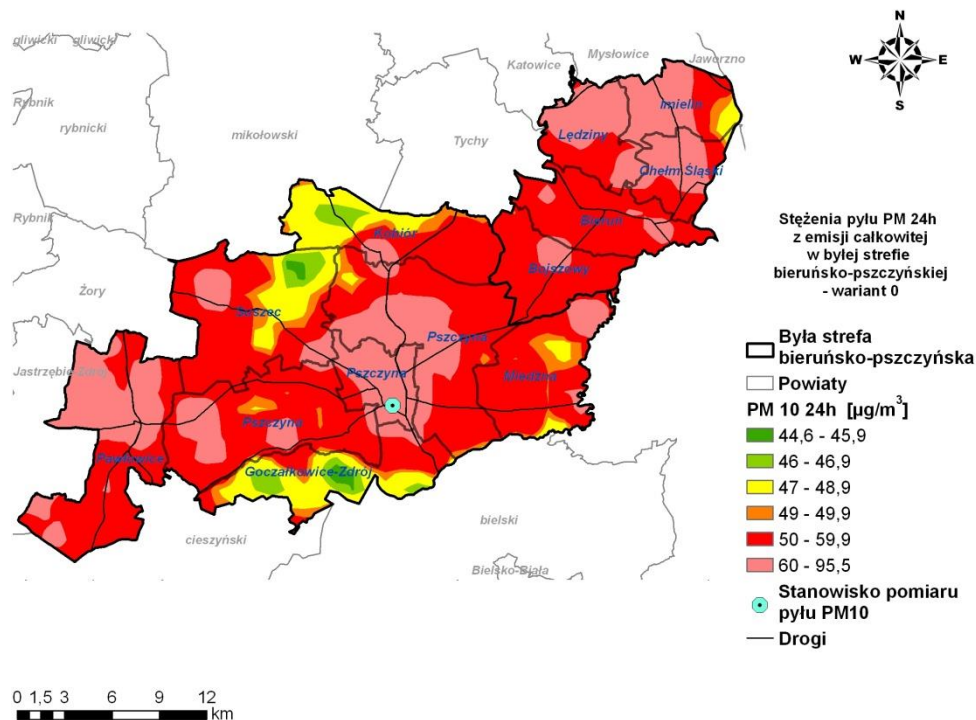 N
W E
S
gliwicki gliwicki
Mysłowice
Katowice
Jaworzno
Rybnik
rybnicki
mikołowski
Tychy
Imielin
Lędziny
Chełm Śląski
Rybnik
Kobiór
Bieruń
Bojszewy
Żory
Suszec
Pszczyna
Jastrzębie-Zdrój
Pszczyna
Miedźna
Pszczyna
Pawłowice
Goczałkowice-Zdrój
bielski
cieszyński
Bielsko-Biała
Stężenia pyłu PM 24h
z emisji całkowitej
w byłej strefie
bieruńsko-pszczyńskiej
- wariant 0
Była strefa
bieruńsko-pszczyńska
Powiaty
PM 10 24h [µg/m³]
44,6 - 45,9
46 - 46,9
47 - 48,9
49 - 49,9
50 - 59,9
60 - 95,5
Stanowisko pomiaru
pyłu PM10
Drogi
0 1,5 3 6 9 12
km